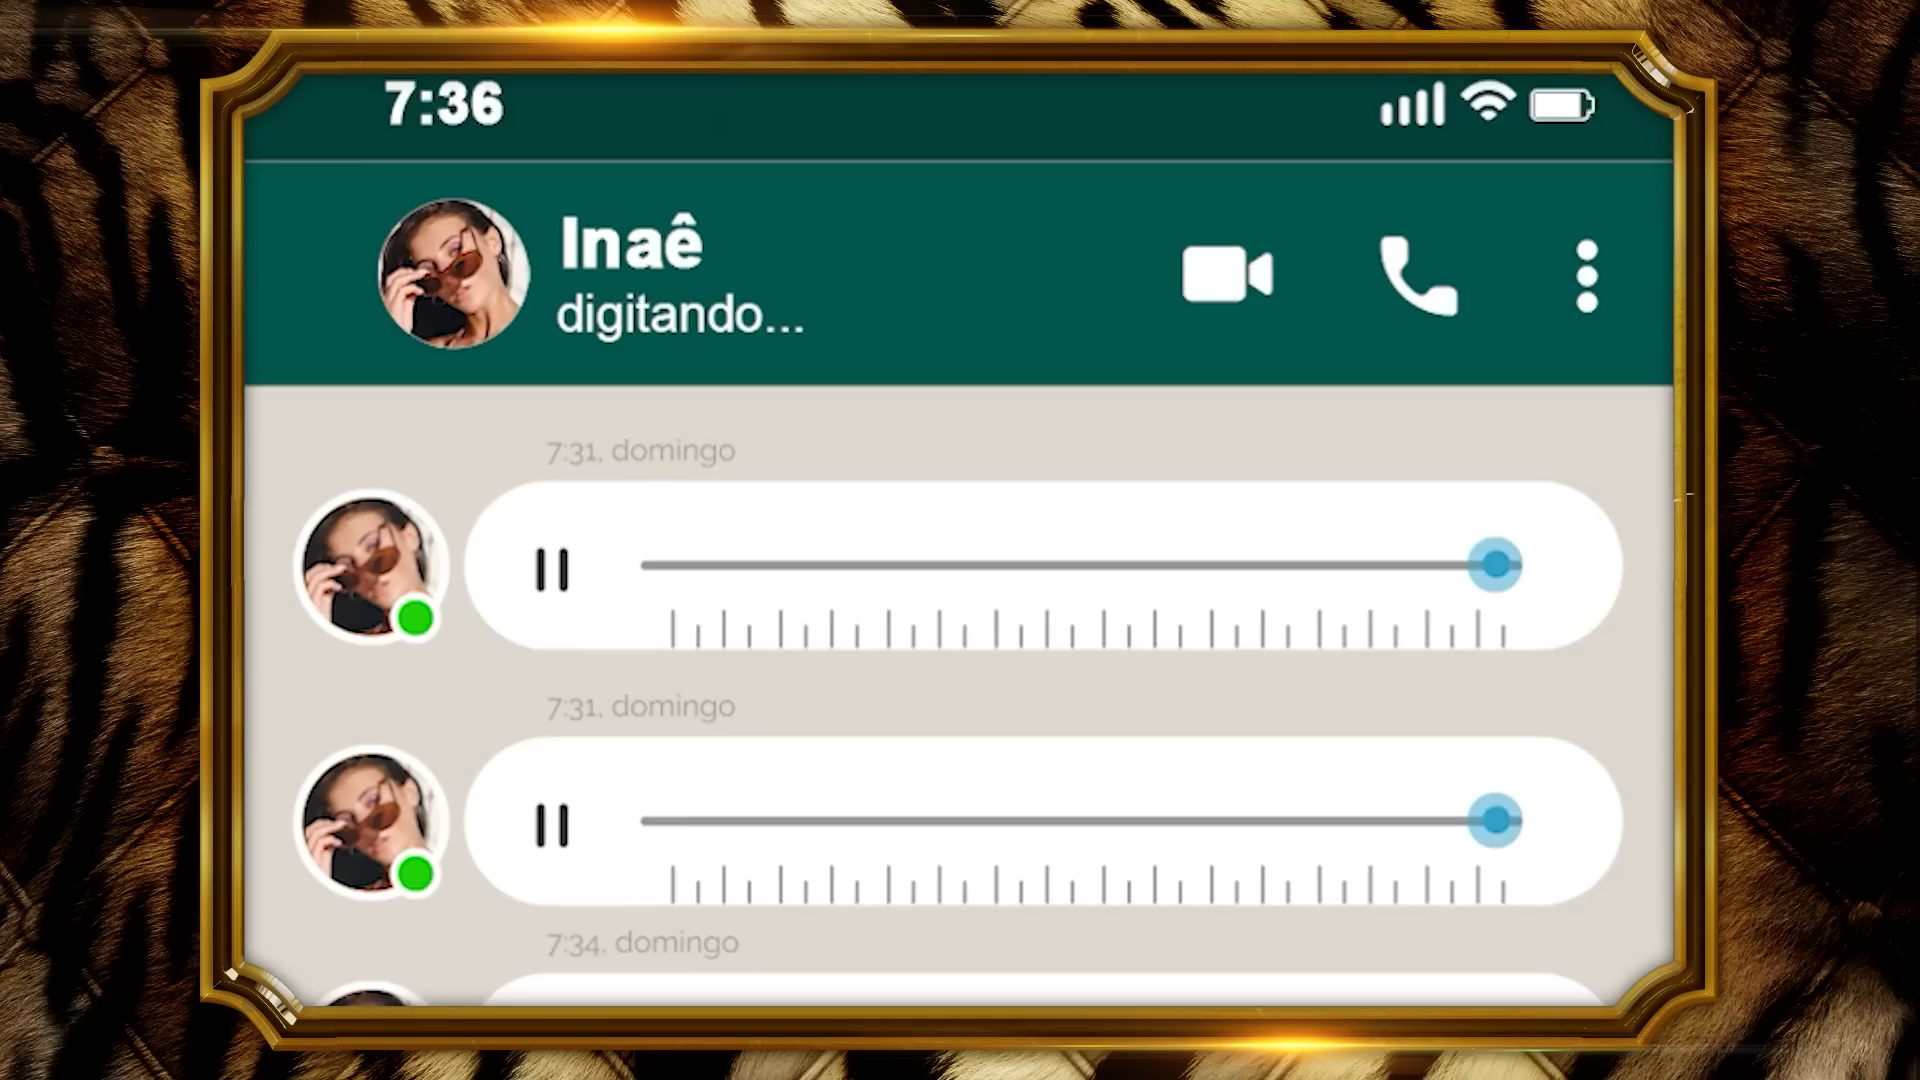 7:36
Inaê
digitando...
7:31, domingo
7:31, domingo
7:34, domingo